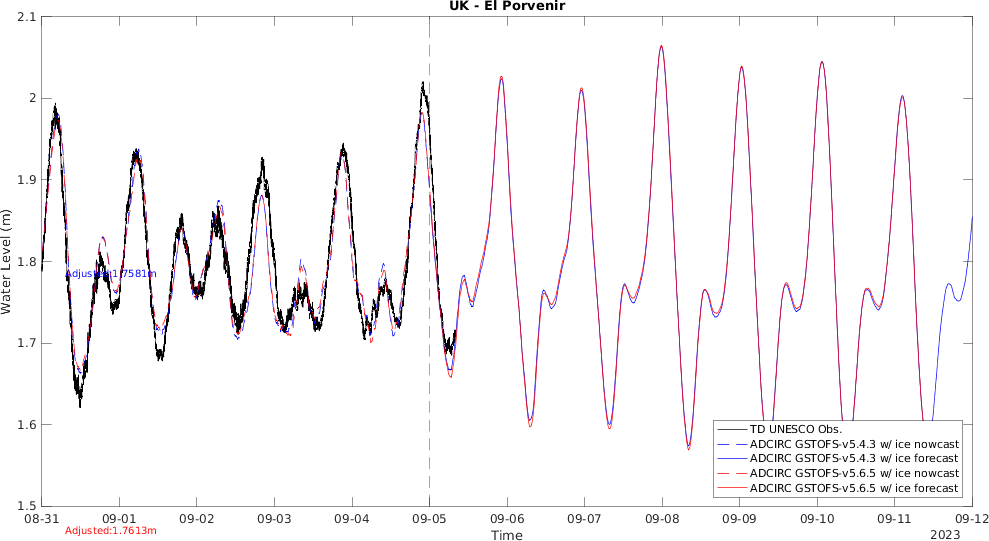 UK - El Porvenir
2.1
2
1.9
1.8
1.7
1.6
1.5
Water Level (m)
Adjusted:1.7581m
TD UNESCO Obs.
ADCIRC GSTOFS-v5.4.3 w/ ice nowcast
ADCIRC GSTOFS-v5.4.3 w/ ice forecast
ADCIRC GSTOFS-v5.6.5 w/ ice nowcast
ADCIRC GSTOFS-v5.6.5 w/ ice forecast
08-31 09-01 09-02 09-03 09-04 09-05 09-06 09-07 09-08 09-09 09-10 09-11 09-12
Adjusted:1.7613m
Time
2023